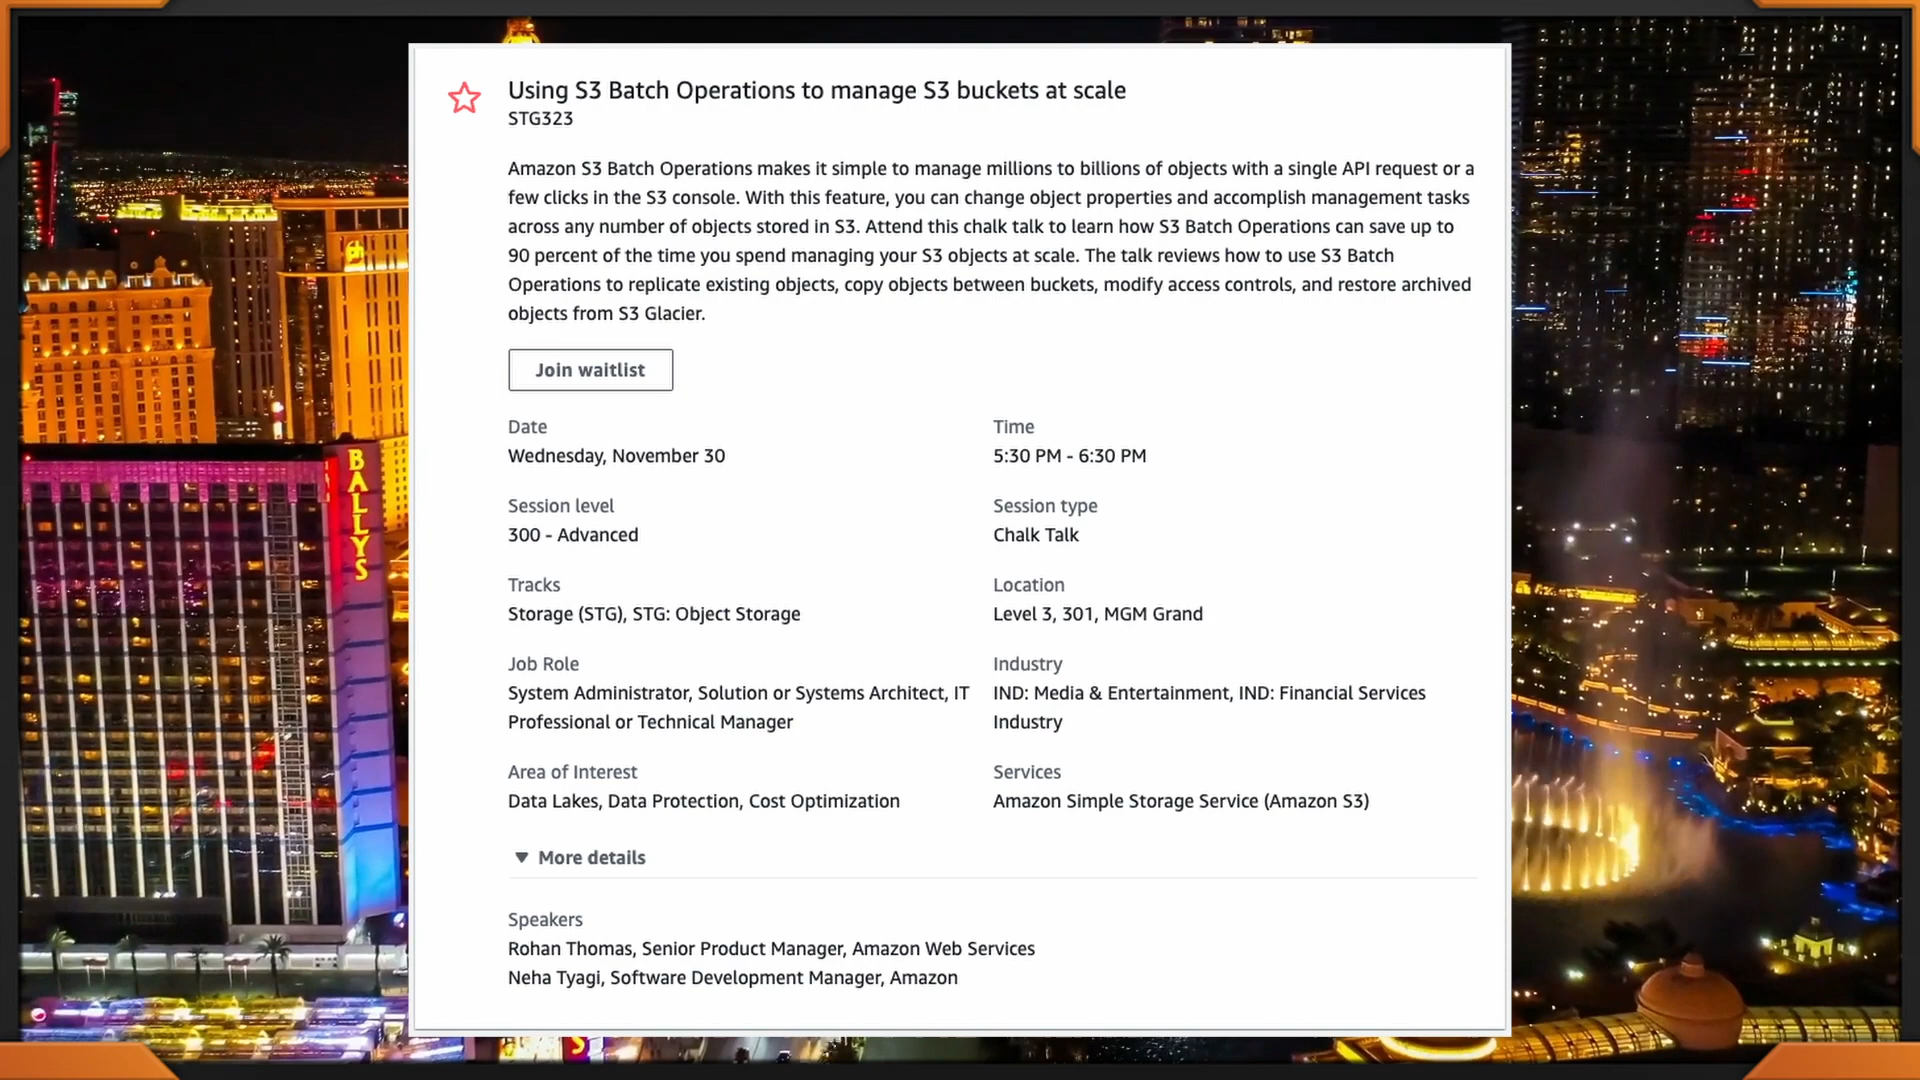 Using S3 Batch Operations to manage S3 buckets at scale
STG323
Amazon S3 Batch Operations makes it simple to manage millions to billions of objects with a single API request or a
few clicks in the S3 console. With this feature, you can change object properties and accomplish management tasks
across any number of objects stored in S3. Attend this chalk talk to learn how S3 Batch Operations can save up to
90 percent of the time you spend managing your S3 objects at scale. The talk reviews how to use S3 Batch
Operations to replicate existing objects, copy objects between buckets, modify access controls, and restore archived
objects from S3 Glacier.
Join waitlist
Date
Wednesday, November 30
Time
5:30 PM - 6:30 PM
Session level
300 - Advanced
Session type
Chalk Talk
Tracks
Storage (STG), STG: Object Storage
Location
Level 3, 301, MGM Grand
Job Role
System Administrator, Solution or Systems Architect, IT
Professional or Technical Manager
Industry
IND: Media & Entertainment, IND: Financial Services
Industry
Area of Interest
Data Lakes, Data Protection, Cost Optimization
Services
Amazon Simple Storage Service (Amazon S3)
More details
Speakers
Rohan Thomas, Senior Product Manager, Amazon Web Services
Neha Tyagi, Software Development Manager, Amazon
BALLYS